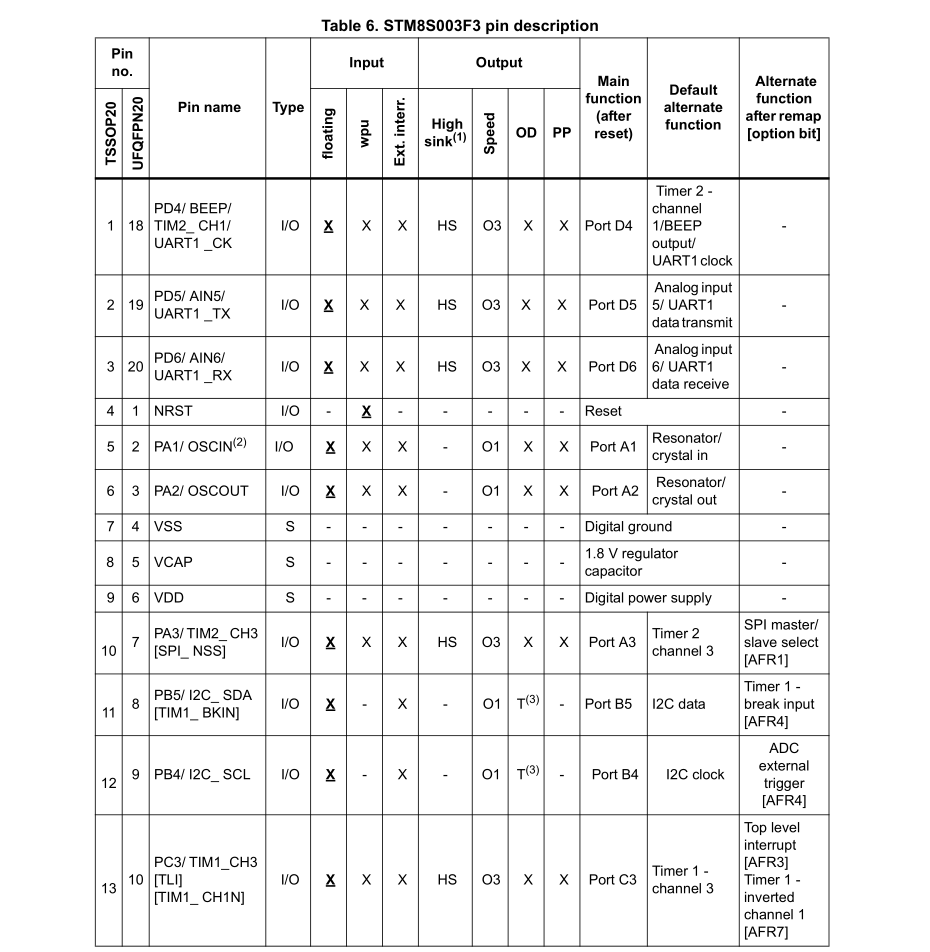 Table 6. STM8S003F3 pin description
Pin
no.
Input
Output
TSSOP20
UFQFPN20
Pin name
Type
floating
wpu
Ext. interr.
High
sink(1)
Speed
OD
PP
Main
function
(after
reset)
Default
alternate
function
Alternate
function
after remap
[option bit]
1 18 PD4/ BEEP/
TIM2_ CH1/
UART1 _CK
I/O X X X HS O3 X X Port D4
Timer 2 -
channel
1/BEEP
output/
UART1 clock
-
2 19 PD5/ AIN5/
UART1 _TX
I/O X X X HS O3 X X Port D5
Analog input
5/ UART1
data transmit
-
3 20 PD6/ AIN6/
UART1 _RX
I/O X X X HS O3 X X Port D6
Analog input
6/ UART1
data receive
-
4 1 NRST I/O - X - - - - - Reset -
5 2 PA1/ OSCIN(2) I/O X X X - O1 X X Port A1
Resonator/
crystal in
-
6 3 PA2/ OSCOUT I/O X X X - O1 X X Port A2
Resonator/
crystal out
-
7 4 VSS S - - - - - - - Digital ground -
8 5 VCAP S - - - - - - -
1.8 V regulator
capacitor
-
9 6 VDD S - - - - - - - Digital power supply -
10 7 PA3/ TIM2_ CH3
[SPI_ NSS]
I/O X X X HS O3 X X Port A3
Timer 2
channel 3
SPI master/
slave select
[AFR1]
11 8 PB5/ I2C_ SDA
[TIM1_ BKIN]
I/O X - X - O1 T(3) - Port B5 I2C data
Timer 1 -
break input
[AFR4]
12 9 PB4/ I2C_ SCL I/O X - X - O1 T(3) - Port B4 I2C clock
ADC
external
trigger
[AFR4]
13 10 PC3/ TIM1_CH3
[TLI]
[TIM1_ CH1N]
I/O X X X HS O3 X X Port C3
Timer 1 -
channel 3
Top level
interrupt
[AFR3]
Timer 1 -
inverted
channel 1
[AFR7]